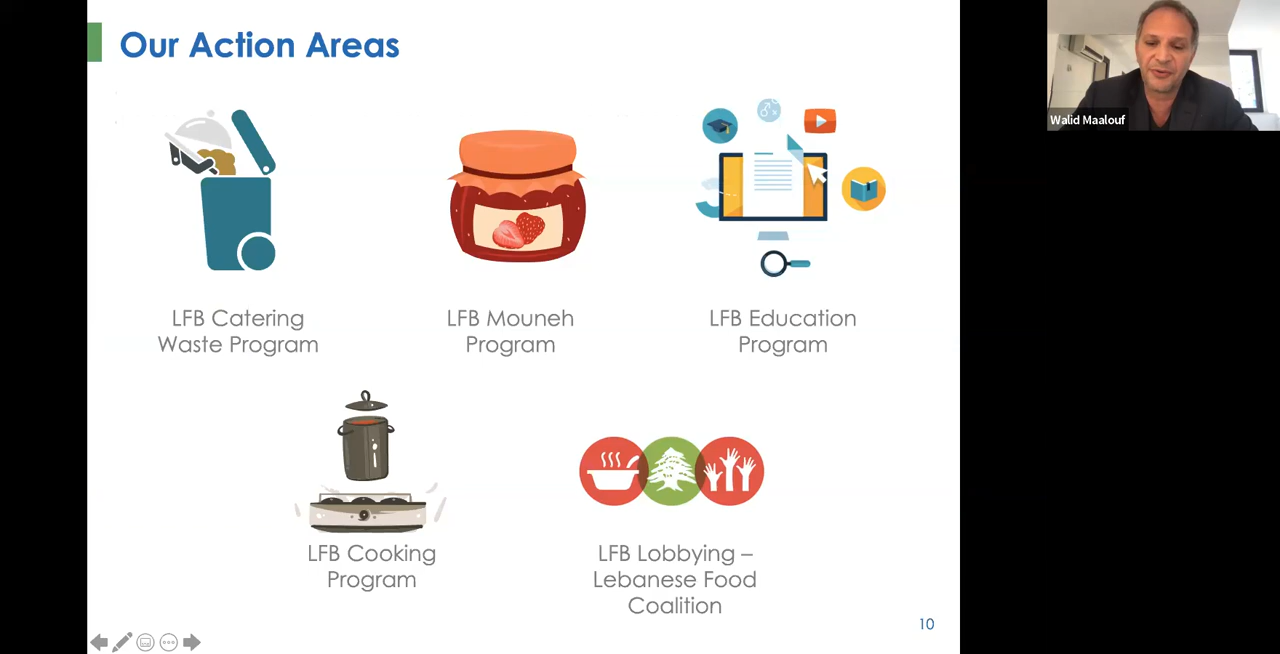 Our Action Areas
Walid Maalouf
LFB Catering
Waste Program
LFB Mouneh
Program
LFB Education
Program
LFB Cooking
Program
LFB Lobbying –
Lebanese Food
Coalition
10